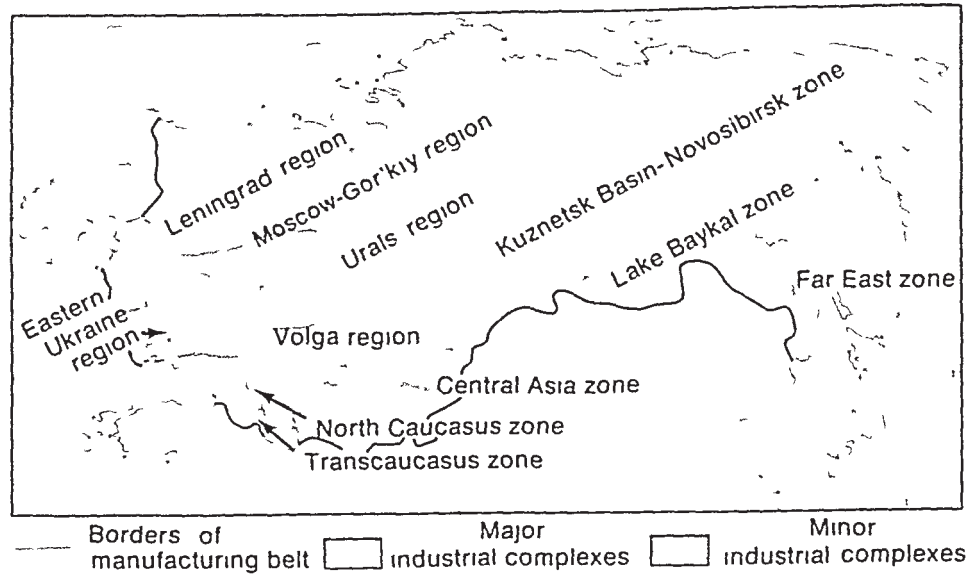 Leningrad region
Moscow-Gor'kiy region
Urals region
Kuznetsk Basin-Novosibirsk zone
Lake Baykal zone
Far East zone
Eastern
Ukraine
region
Volga region
Central Asia zone
North Caucasus zone
Transcaucasus zone
Borders of
manufacturing belt
Major
industrial complexes
Minor
industrial complexes